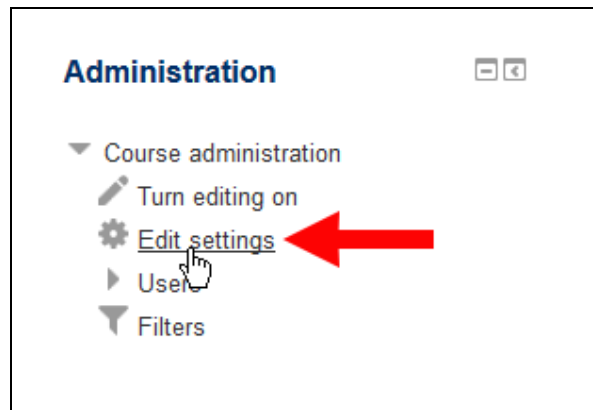 Administration
Course administration
Turn editing on
Edit settings
Users
Filters